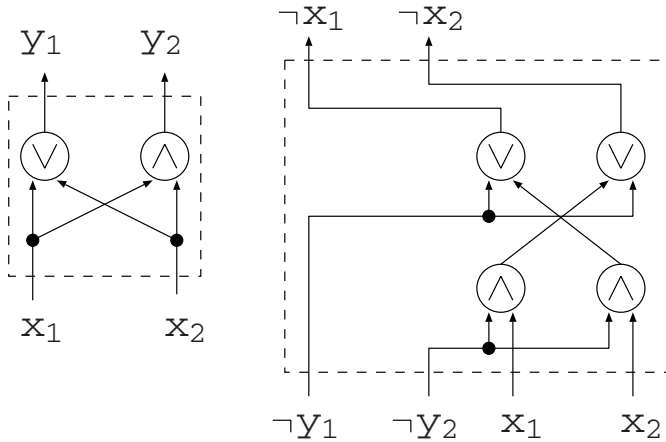 ¬x₁ ¬x₂
y₁ y₂
∨ ∧ ∨ ∨
∧ ∧
x₁ x₂
¬y₁ ¬y₂ x₁ x₂